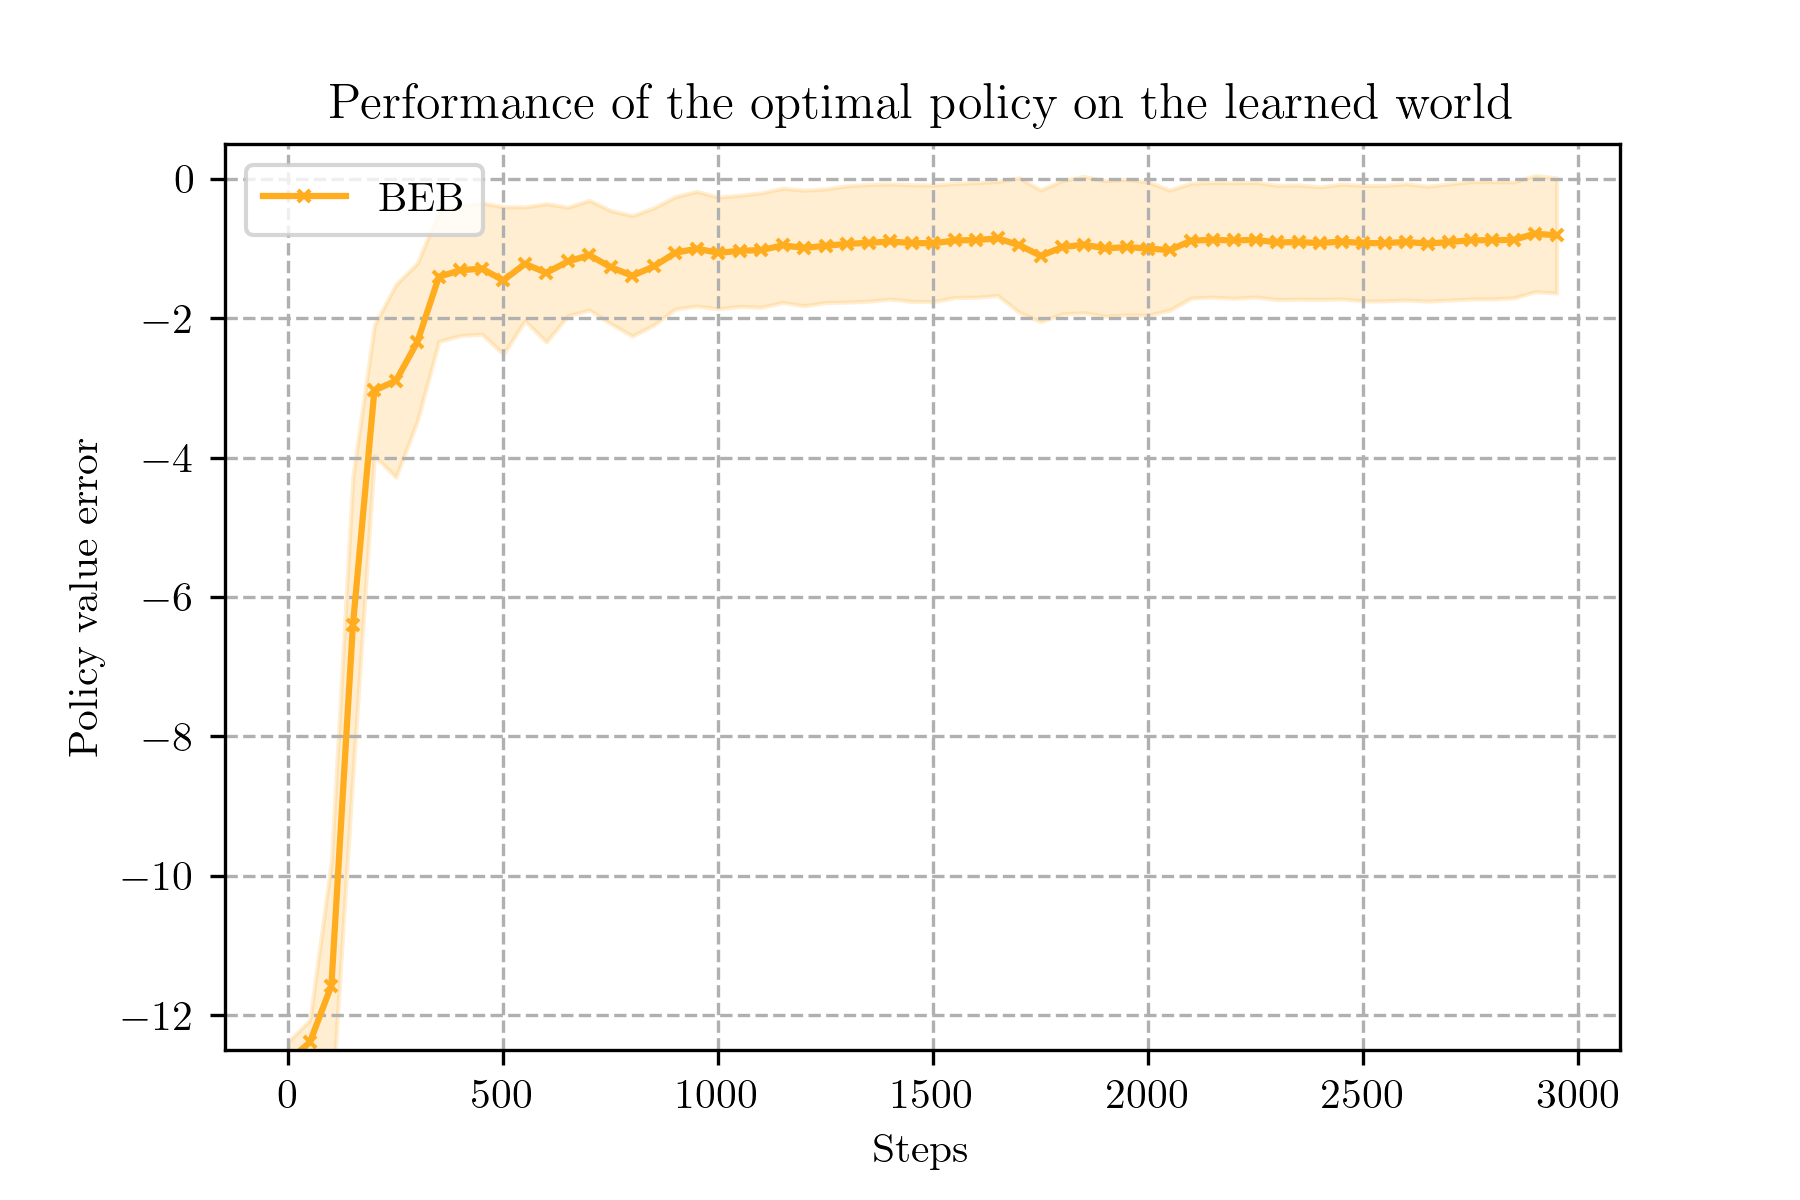 Performance of the optimal policy on the learned world
BEB
Policy value error
0
−2
−4
−6
−8
−10
−12
0 500 1000 1500 2000 2500 3000
Steps